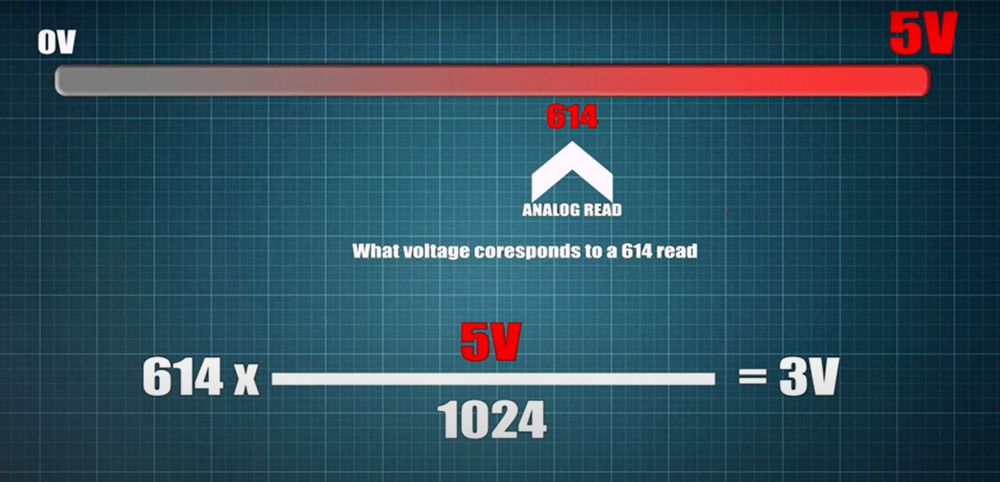 0V
5V
614
ANALOG READ
What voltage coresponds to a 614 read
5V
614 x = 3V
1024